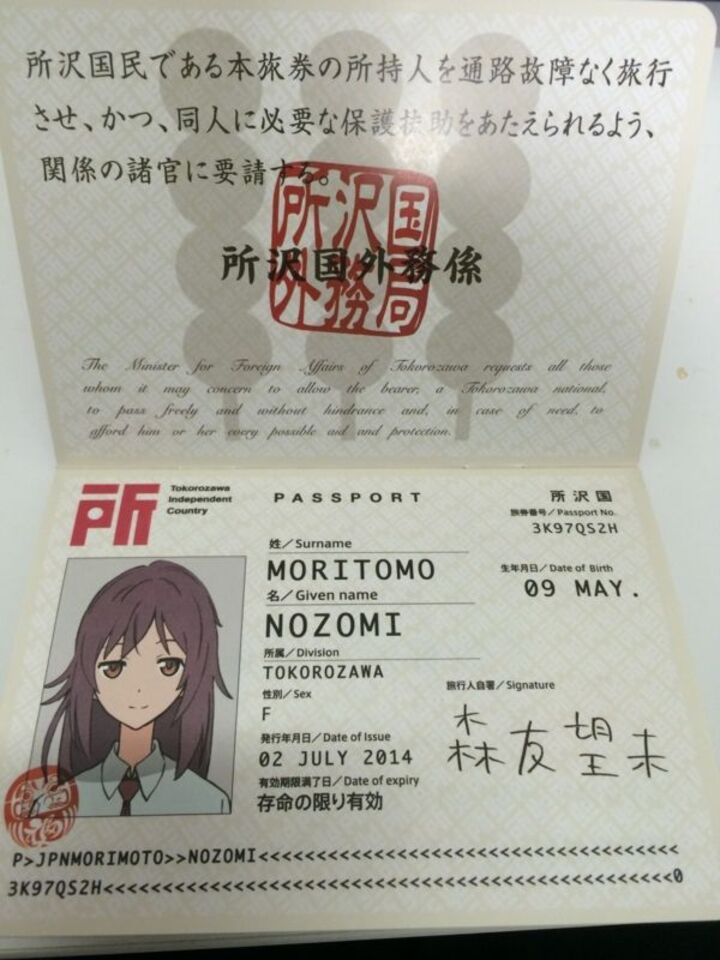 所沢国民である本旅券の所持人を通路故障なく旅行
させ、かつ、同人に必要な保護扶助をあたえられるよう、
関係の諸官に要請する。
所沢国外務係
所沢国
外務局
The Minister for Foreign Affairs of Tokorozawa requests all those
whom it may concern to allow the bearer, a Tokorozawa national,
to pass freely and without hindrance and, in case of need, to
afford him or her every possible aid and protection.
所
Tokorozawa
Independent
Country
PASSPORT
所沢国
旅券番号/Passport No.
3K97QS2H
姓/Surname
MORITOMO
生年月日/Date of Birth
09 MAY.
名/Given name
NOZOMI
所属/Division
TOKOROZAWA
性別/Sex
F
旅行人自署/Signature
森友望未
発行年月日/Date of Issue
02 JULY 2014
有効期限満了日/Date of expiry
存命の限り有効
P>JPNMORIMOTO>>NOZOMI<<<<<<<<<<<<<<<<<<<<<<<<<<<<<<<<<<<<<
3K97QS2H<<<<<<<<<<<<<<<<<<<<<<<<<<<<<<<<<<<<<<<<<<<<<<<<<0